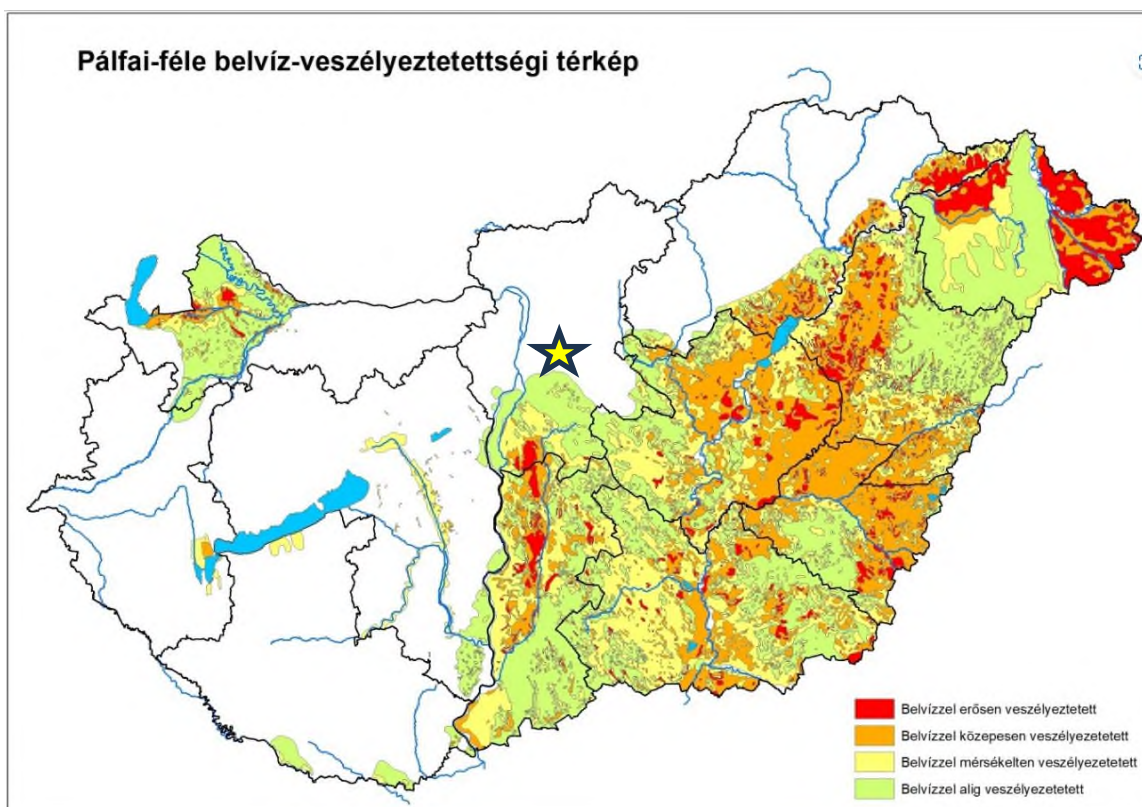 Pálfai-féle belvíz-veszélyeztetettségi térkép
Belvízzel erősen veszélyeztetett
Belvízzel közepesen veszélyezetetett
Belvízzel mérsékelten veszélyezetetett
Belvízzel alig veszélyezetetett